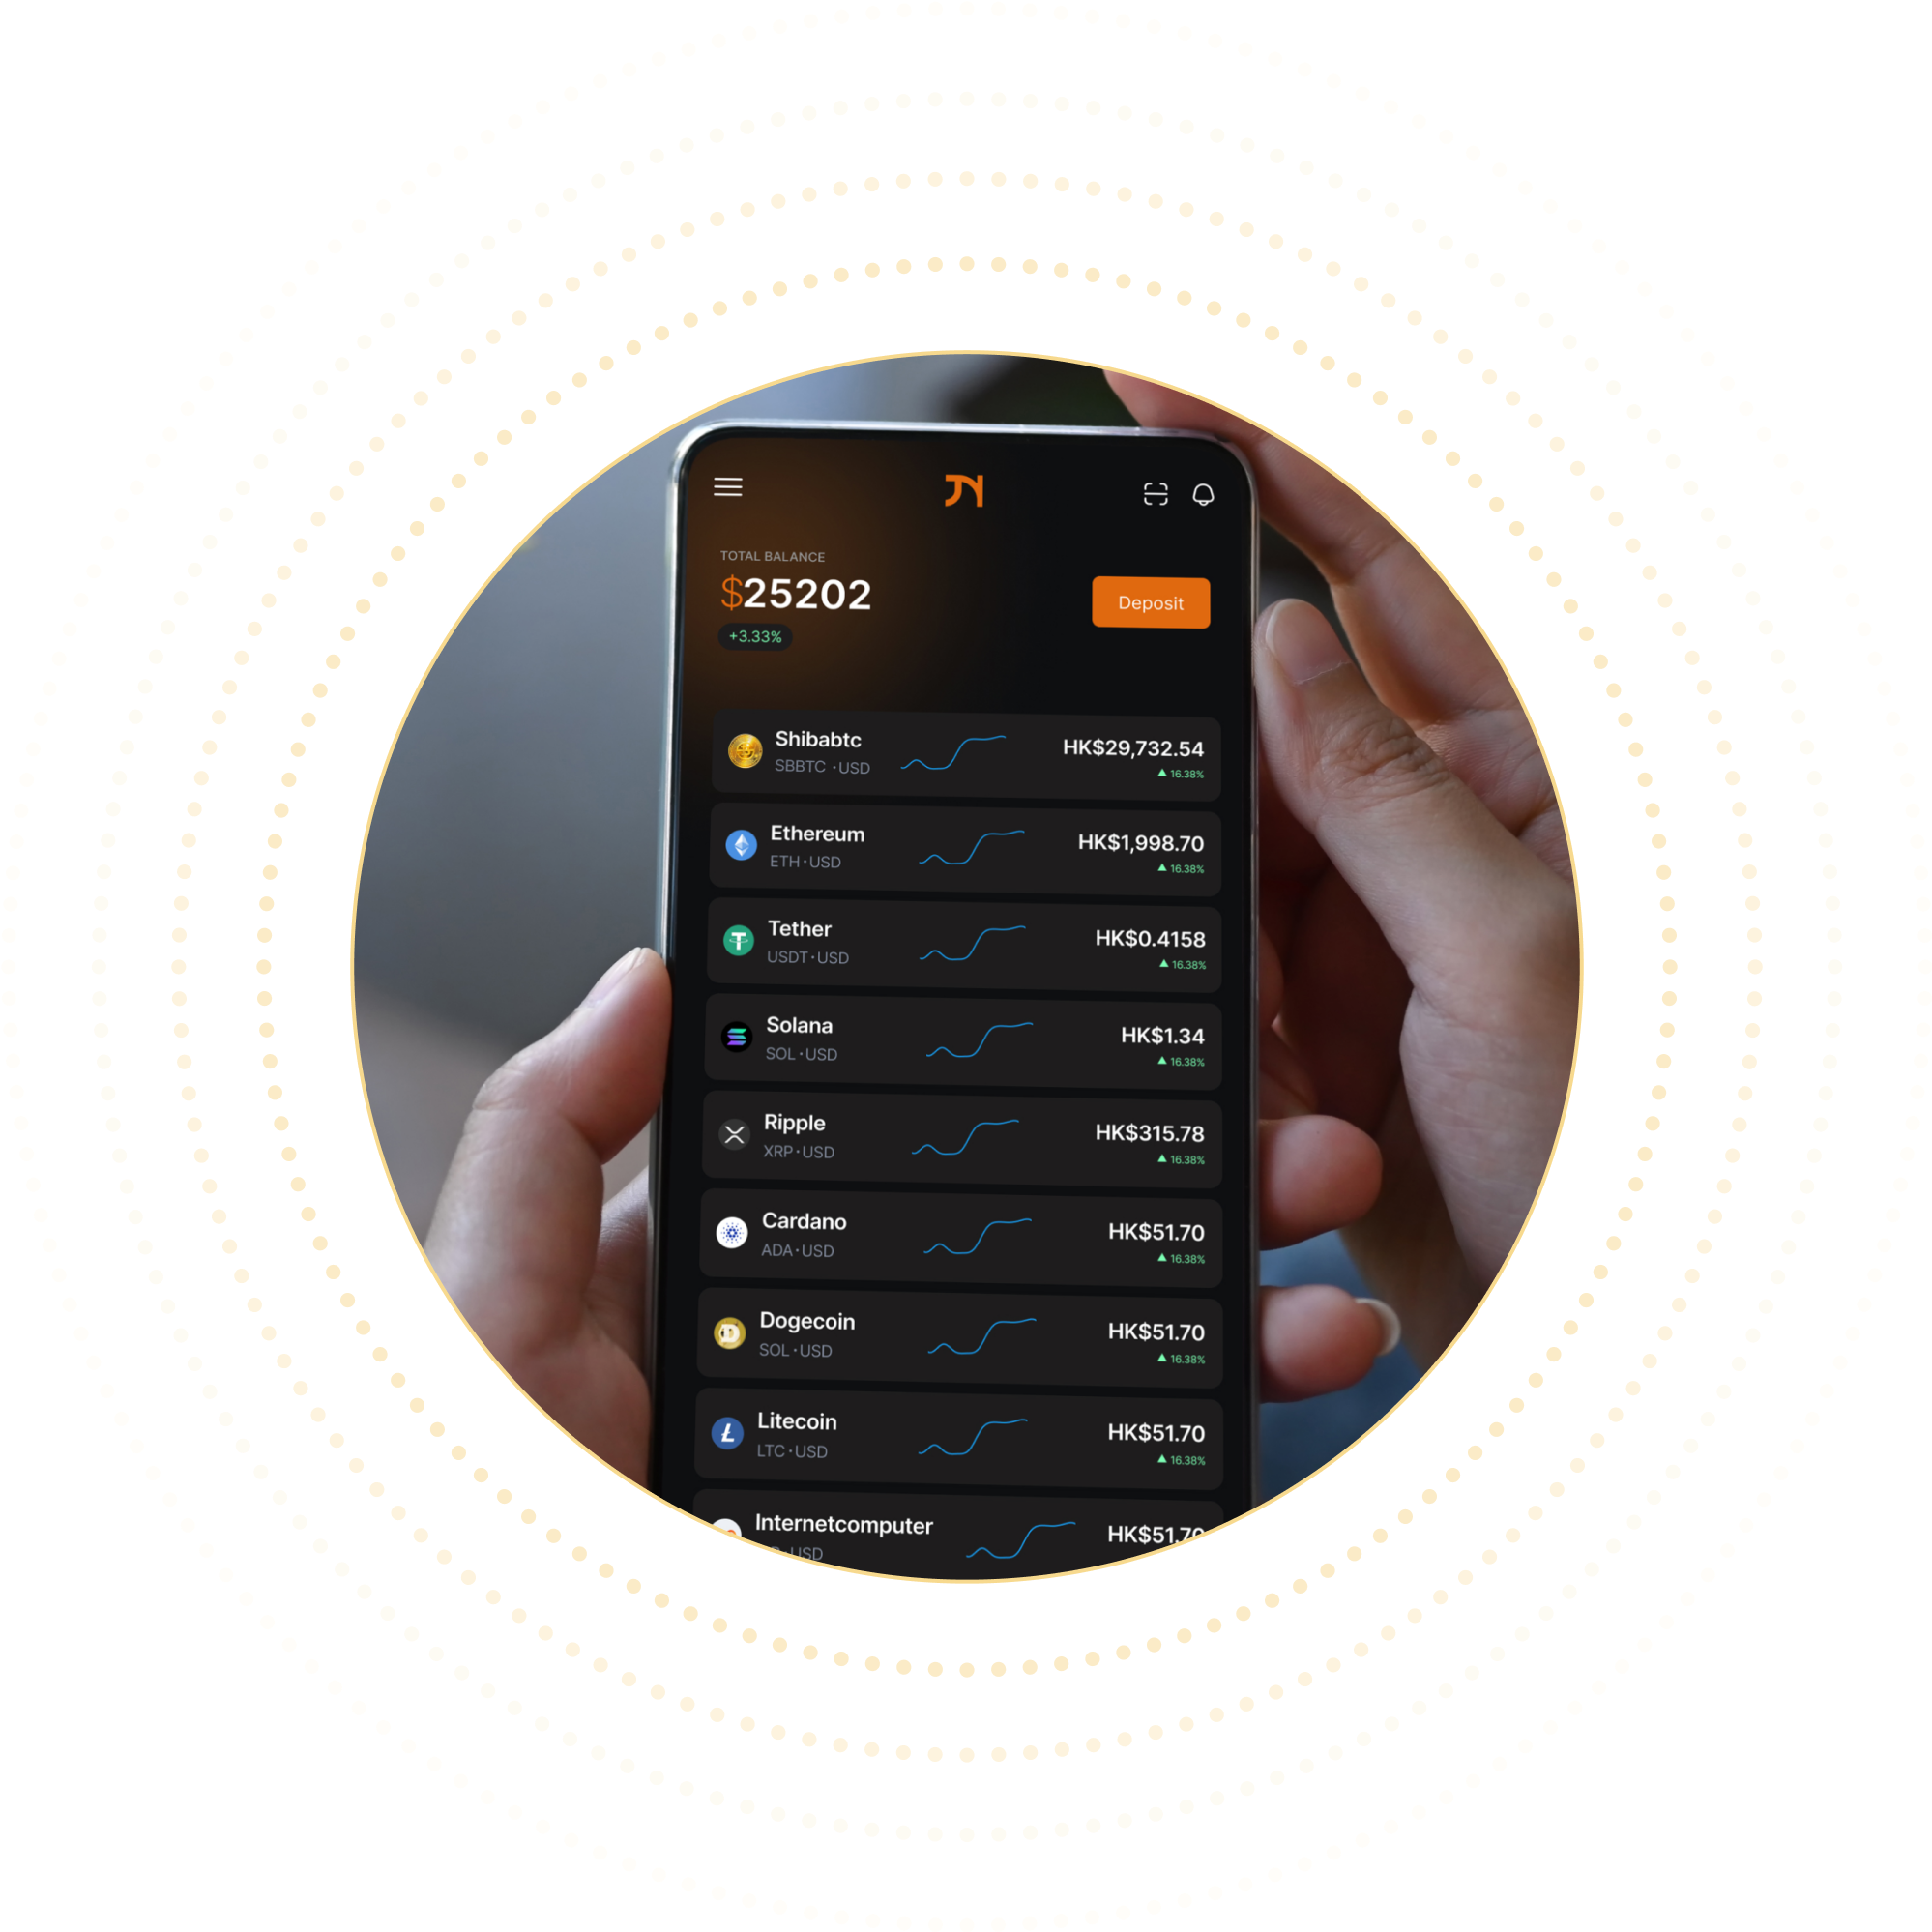 TOTAL BALANCE
$25202
Deposit
+3.33%
Shibabtc
HK$29,732.54
SBBTC •USD
▲ 16.38%
Ethereum
HK$1,998.70
ETH•USD
▲ 16.38%
Tether
HK$0.4158
USDT•USD
▲ 16.38%
Solana
HK$1.34
SOL•USD
▲ 16.38%
Ripple
HK$315.78
XRP•USD
▲ 16.38%
Cardano
HK$51.70
ADA•USD
▲ 16.38%
Dogecoin
HK$51.70
SOL•USD
▲ 16.38%
Litecoin
HK$51.70
LTC•USD
▲ 16.38%
Internetcomputer
HK$51.70
USD